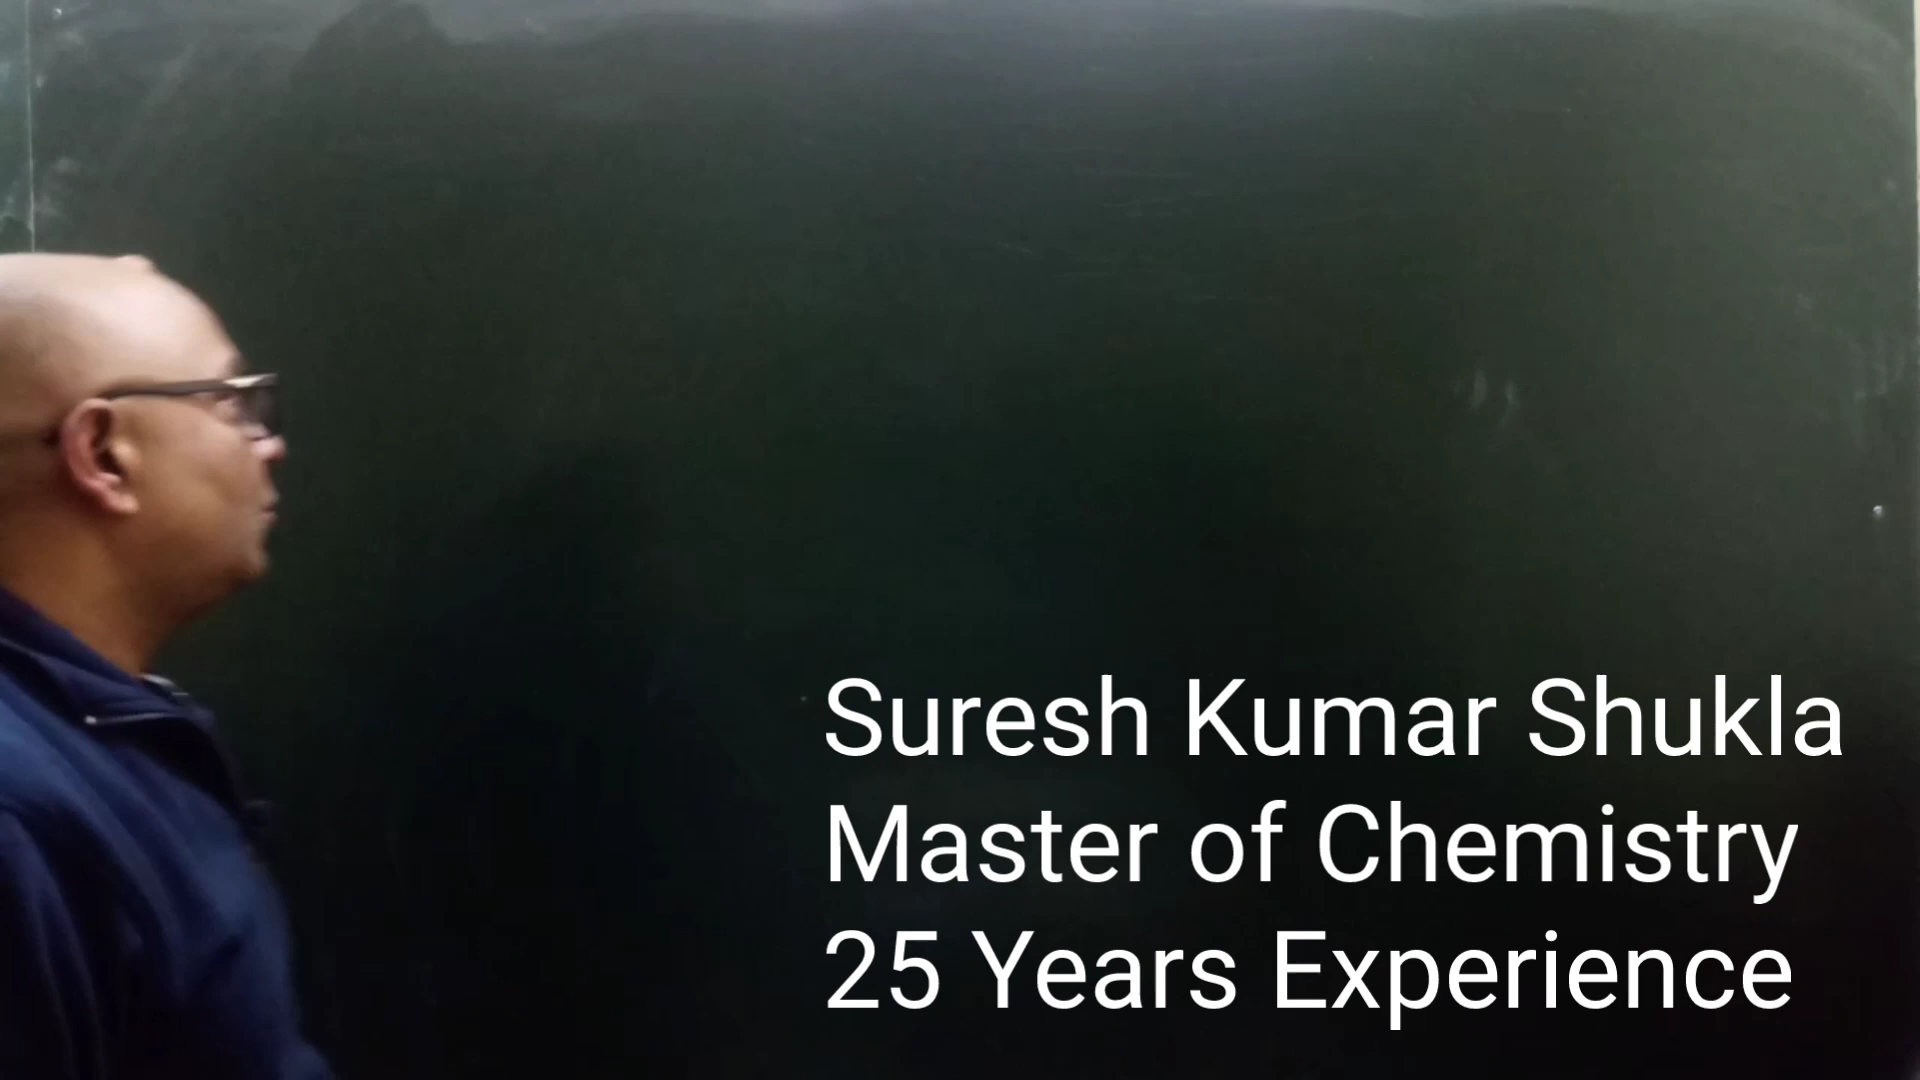 Suresh Kumar Shukla
Master of Chemistry
25 Years Experience